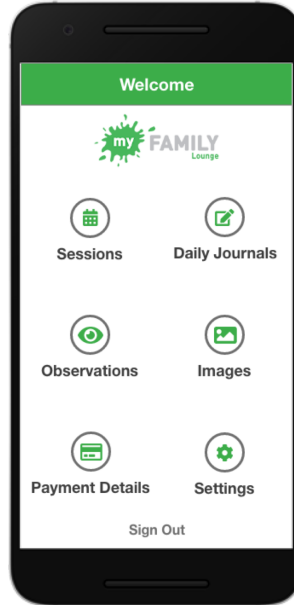 Welcome
my FAMILY
Lounge
Sessions
Daily Journals
Observations
Images
Payment Details
Settings
Sign Out